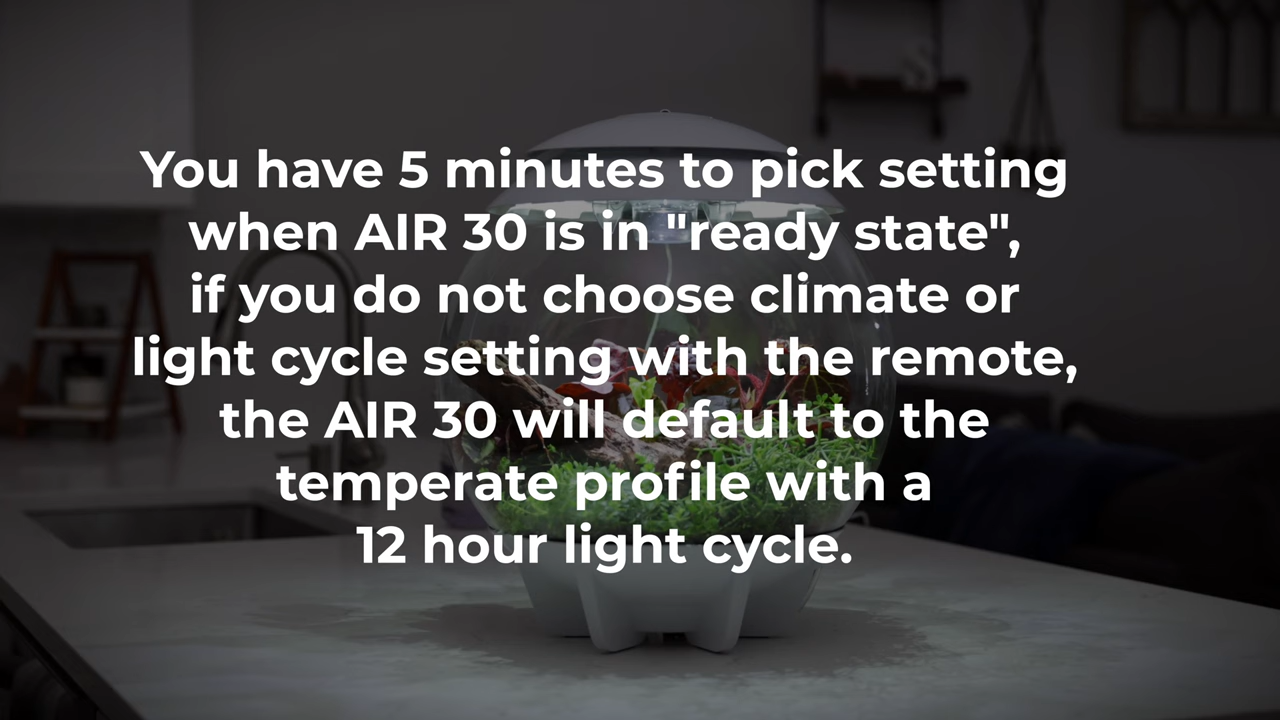 You have 5 minutes to pick setting
when AIR 30 is in "ready state",
if you do not choose climate or
light cycle setting with the remote,
the AIR 30 will default to the
temperate profile with a
12 hour light cycle.